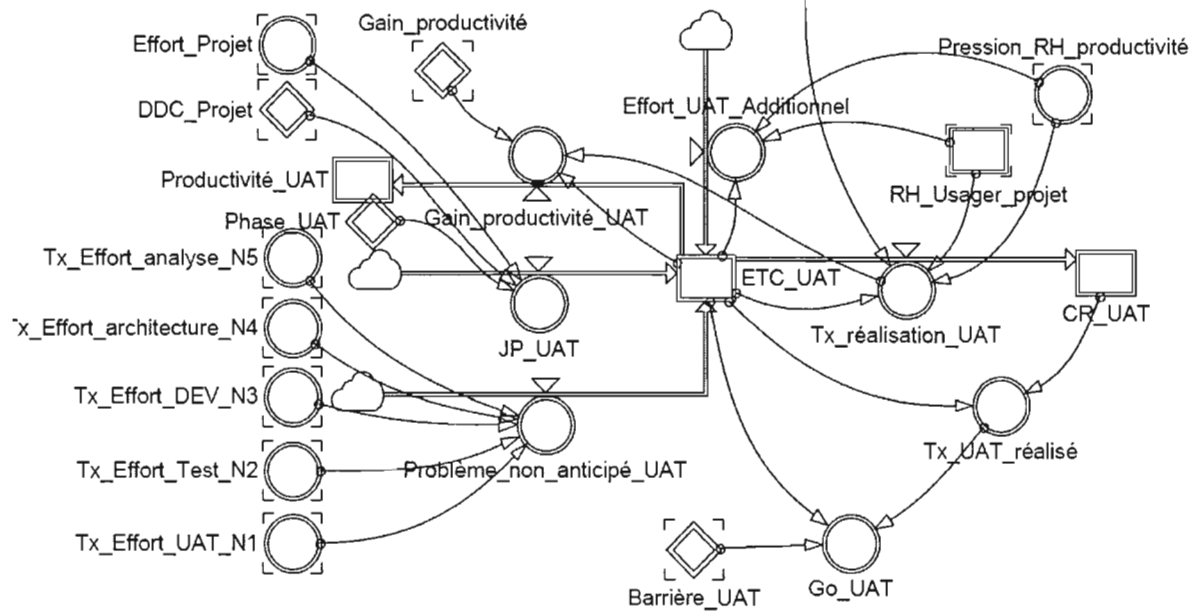 Gain_productivité
Effort_Projet
Pression_RH_productivité
DDC_Projet
Effort_UAT_Additionnel
Productivité_UAT
RH_Usager_projet
Phase_UAT
Gain_productivité_UAT
Tx_Effort_analyse_N5
ETC_UAT
CR_UAT
Tx_Effort_architecture_N4
Tx_réalisation_UAT
JP_UAT
Tx_Effort_DEV_N3
Tx_UAT_réalisé
Tx_Effort_Test_N2
Problème_non_anticipé_UAT
Tx_Effort_UAT_N1
Go_UAT
Barrière_UAT